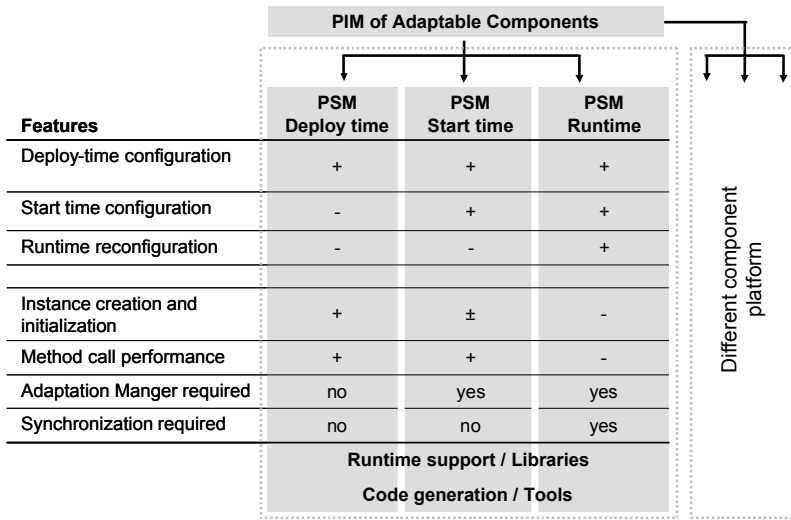 PIM of Adaptable Components
Features
PSM
Deploy time
PSM
Start time
PSM
Runtime
Deploy-time configuration + + +
Start time configuration - + +
Runtime reconfiguration - - +
Instance creation and
initialization + ± -
Method call performance + + -
Adaptation Manger required no yes yes
Synchronization required no no yes
Runtime support / Libraries
Code generation / Tools
Different component
platform